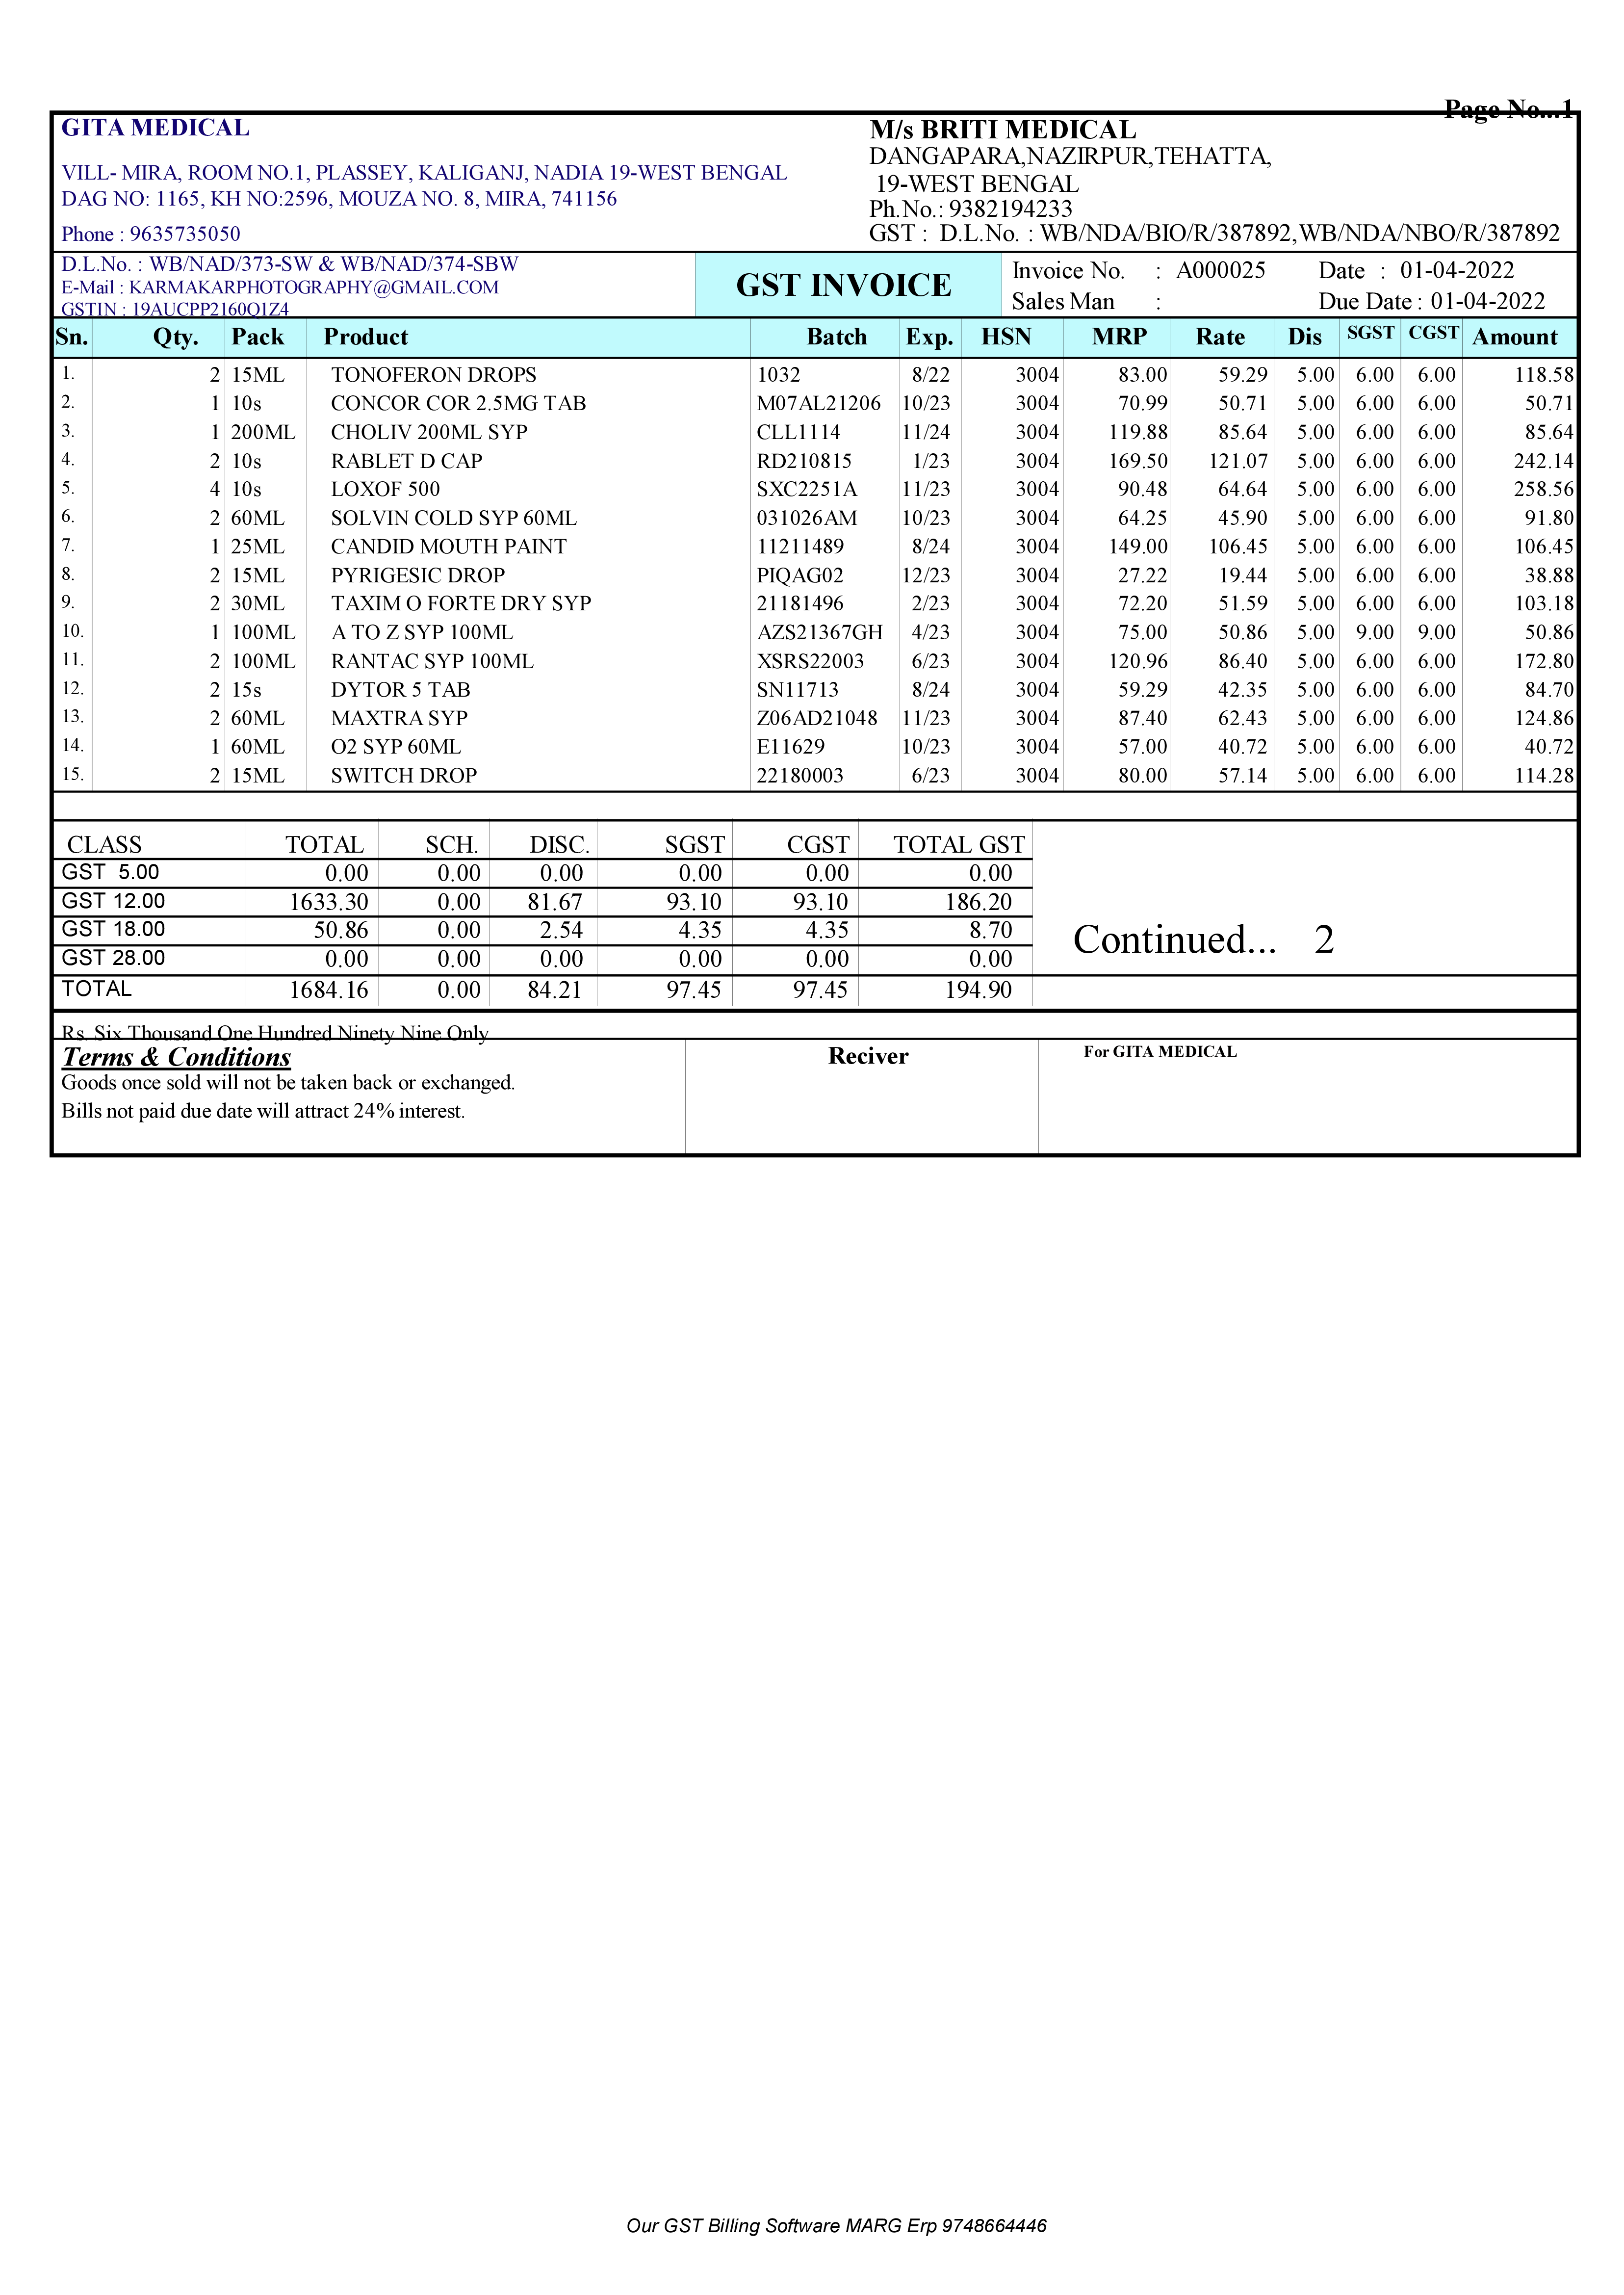 Page No...1
GITA MEDICAL
VILL- MIRA, ROOM NO.1, PLASSEY, KALIGANJ, NADIA 19-WEST BENGAL
DAG NO: 1165, KH NO:2596, MOUZA NO. 8, MIRA, 741156
Phone : 9635735050
M/s BRITI MEDICAL
DANGAPARA,NAZIRPUR,TEHATTA,
19-WEST BENGAL
Ph.No.: 9382194233
GST : D.L.No. : WB/NDA/BIO/R/387892,WB/NDA/NBO/R/387892
D.L.No. : WB/NAD/373-SW & WB/NAD/374-SBW
E-Mail : KARMAKARPHOTOGRAPHY@GMAIL.COM
GSTIN : 19AUCPP2160Q1Z4
GST INVOICE
Invoice No. : A000025 Date : 01-04-2022
Sales Man : Due Date : 01-04-2022
Sn. Qty. Pack Product Batch Exp. HSN MRP Rate Dis SGST CGST Amount
1. 2 15ML TONOFERON DROPS 1032 8/22 3004 83.00 59.29 5.00 6.00 6.00 118.58
2. 1 10s CONCOR COR 2.5MG TAB M07AL21206 10/23 3004 70.99 50.71 5.00 6.00 6.00 50.71
3. 1 200ML CHOLIV 200ML SYP CLL1114 11/24 3004 119.88 85.64 5.00 6.00 6.00 85.64
4. 2 10s RABLET D CAP RD210815 1/23 3004 169.50 121.07 5.00 6.00 6.00 242.14
5. 4 10s LOXOF 500 SXC2251A 11/23 3004 90.48 64.64 5.00 6.00 6.00 258.56
6. 2 60ML SOLVIN COLD SYP 60ML 031026AM 10/23 3004 64.25 45.90 5.00 6.00 6.00 91.80
7. 1 25ML CANDID MOUTH PAINT 11211489 8/24 3004 149.00 106.45 5.00 6.00 6.00 106.45
8. 2 15ML PYRIGESIC DROP PIQAG02 12/23 3004 27.22 19.44 5.00 6.00 6.00 38.88
9. 2 30ML TAXIM O FORTE DRY SYP 21181496 2/23 3004 72.20 51.59 5.00 6.00 6.00 103.18
10. 1 100ML A TO Z SYP 100ML AZS21367GH 4/23 3004 75.00 50.86 5.00 9.00 9.00 50.86
11. 2 100ML RANTAC SYP 100ML XSRS22003 6/23 3004 120.96 86.40 5.00 6.00 6.00 172.80
12. 2 15s DYTOR 5 TAB SN11713 8/24 3004 59.29 42.35 5.00 6.00 6.00 84.70
13. 2 60ML MAXTRA SYP Z06AD21048 11/23 3004 87.40 62.43 5.00 6.00 6.00 124.86
14. 1 60ML O2 SYP 60ML E11629 10/23 3004 57.00 40.72 5.00 6.00 6.00 40.72
15. 2 15ML SWITCH DROP 22180003 6/23 3004 80.00 57.14 5.00 6.00 6.00 114.28
CLASS TOTAL SCH. DISC. SGST CGST TOTAL GST
GST 5.00 0.00 0.00 0.00 0.00 0.00 0.00
GST 12.00 1633.30 0.00 81.67 93.10 93.10 186.20
GST 18.00 50.86 0.00 2.54 4.35 4.35 8.70
GST 28.00 0.00 0.00 0.00 0.00 0.00 0.00
TOTAL 1684.16 0.00 84.21 97.45 97.45 194.90
Continued... 2
Rs. Six Thousand One Hundred Ninety Nine Only
Terms & Conditions
Goods once sold will not be taken back or exchanged.
Bills not paid due date will attract 24% interest.
Reciver
For GITA MEDICAL
Our GST Billing Software MARG Erp 9748664446